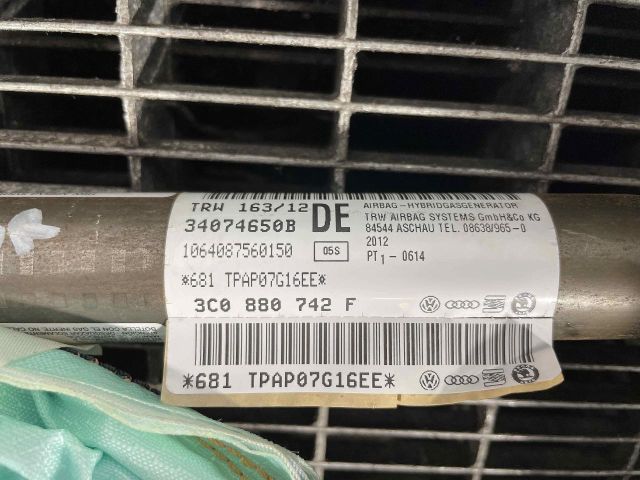 TRW 163/12 DE
34074650B
1064087560150 05S
*681 TPAP07G16EE*
3C0 880 742 F
AIRBAG-HYBRIDGASGENERATOR
TRW AIRBAG SYSTEMS GmbH&Co KG
84544 ASCHAU TEL. 08638/965-0
2012
PT1-0614
*681 TPAP07G16EE*